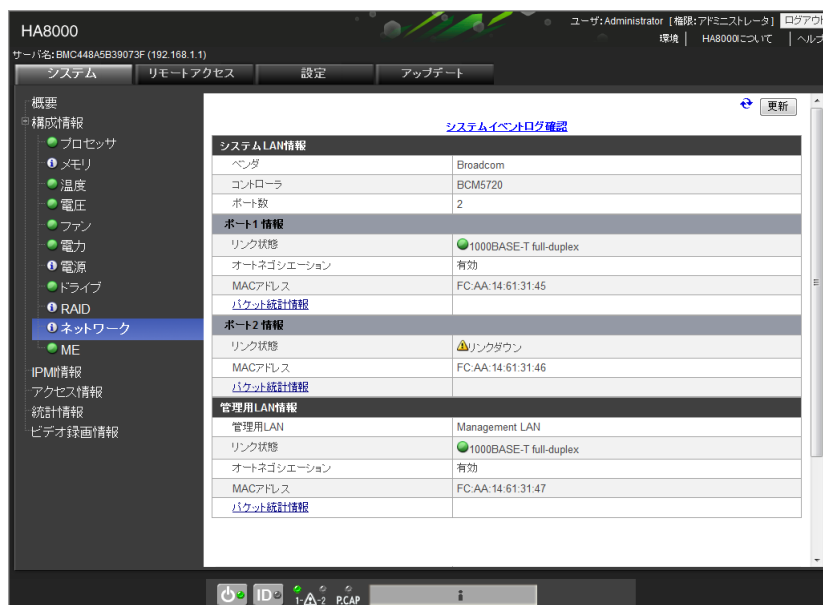 HA8000
ユーザ:Administrator [権限:アドミニストレータ] ログアウト
環境 | HA8000について | ヘルプ
サーバ名:BMC448A5B39073F (192.168.1.1)
システム リモートアクセス 設定 アップデート
概要
構成情報
プロセッサ
メモリ
温度
電圧
ファン
電力
電源
ドライブ
RAID
ネットワーク
ME
IPMI情報
アクセス情報
統計情報
ビデオ録画情報
更新
システムイベントログ確認
システムLAN情報
ベンダ Broadcom
コントローラ BCM5720
ポート数 2
ポート1 情報
リンク状態 1000BASE-T full-duplex
オートネゴシエーション 有効
MACアドレス FC:AA:14:61:31:45
パケット統計情報
ポート2 情報
リンク状態 リンクダウン
MACアドレス FC:AA:14:61:31:46
パケット統計情報
管理用LAN情報
管理用LAN Management LAN
リンク状態 1000BASE-T full-duplex
オートネゴシエーション 有効
MACアドレス FC:AA:14:61:31:47
パケット統計情報
ID 1-2 P.CAP i